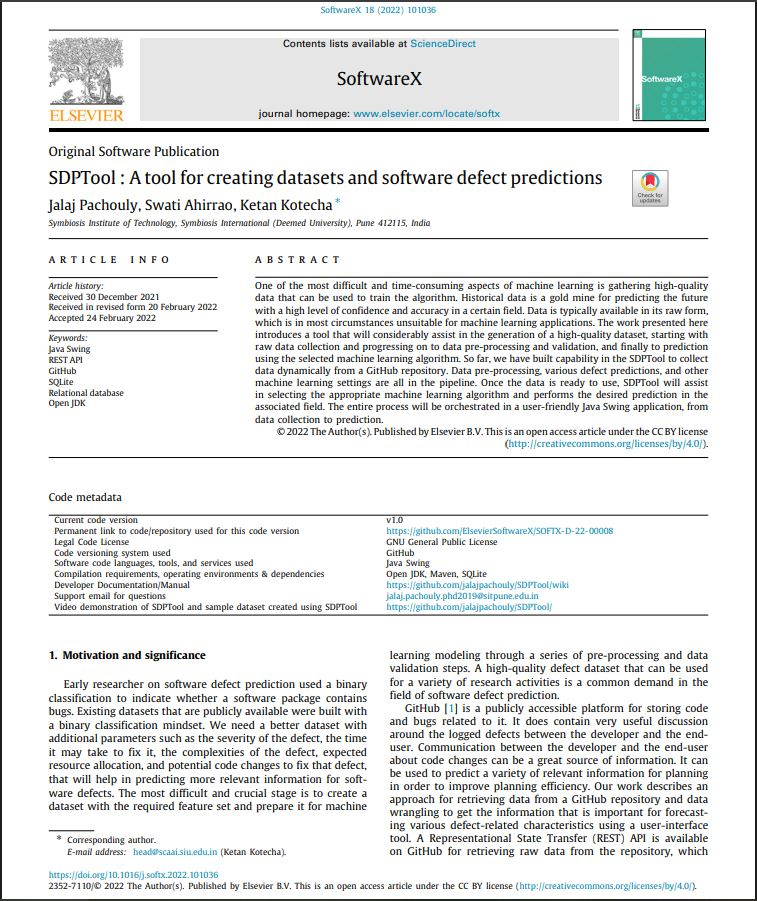 SoftwareX 18 (2022) 101036
Contents lists available at ScienceDirect
SoftwareX
journal homepage: www.elsevier.com/locate/softx
ELSEVIER
SoftwareX
Original Software Publication
SDPTool : A tool for creating datasets and software defect predictions
Check for
updates
Jalaj Pachouly, Swati Ahirrao, Ketan Kotecha *
Symbiosis Institute of Technology, Symbiosis International (Deemed University), Pune 412115, India
ARTICLE INFO
Article history:
Received 30 December 2021
Received in revised form 20 February 2022
Accepted 24 February 2022
Keywords:
Java Swing
REST API
GitHub
SQLite
Relational database
Open JDK
ABSTRACT
One of the most difficult and time-consuming aspects of machine learning is gathering high-quality
data that can be used to train the algorithm. Historical data is a gold mine for predicting the future
with a high level of confidence and accuracy in a certain field. Data is typically available in its raw form,
which is in most circumstances unsuitable for machine learning applications. The work presented here
introduces a tool that will considerably assist in the generation of a high-quality dataset, starting with
raw data collection and progressing on to data pre-processing and validation, and finally to prediction
using the selected machine learning algorithm. So far, we have built capability in the SDPTool to collect
data dynamically from a GitHub repository. Data pre-processing, various defect predictions, and other
machine learning settings are all in the pipeline. Once the data is ready to use, SDPTool will assist
in selecting the appropriate machine learning algorithm and performs the desired prediction in the
associated field. The entire process will be orchestrated in a user-friendly Java Swing application, from
data collection to prediction.
© 2022 The Author(s). Published by Elsevier B.V. This is an open access article under the CC BY license
(http://creativecommons.org/licenses/by/4.0/).
Code metadata
Current code version v1.0
Permanent link to code/repository used for this code version https://github.com/ElsevierSoftwareX/SOFTX-D-22-00008
Legal Code License GNU General Public License
Code versioning system used GitHub
Software code languages, tools, and services used Java Swing
Compilation requirements, operating environments & dependencies Open JDK, Maven, SQLite
Developer Documentation/Manual https://github.com/jalajpachouly/SDPTool/wiki
Support email for questions jalaj.pachouly.phd2019@sitpune.edu.in
Video demonstration of SDPTool and sample dataset created using SDPTool https://github.com/jalajpachouly/SDPTool/
1. Motivation and significance
Early researcher on software defect prediction used a binary
classification to indicate whether a software package contains
bugs. Existing datasets that are publicly available were built with
a binary classification mindset. We need a better dataset with
additional parameters such as the severity of the defect, the time
it may take to fix it, the complexities of the defect, expected
resource allocation, and potential code changes to fix that defect,
that will help in predicting more relevant information for soft-
ware defects. The most difficult and crucial stage is to create a
dataset with the required feature set and prepare it for machine
* Corresponding author.
E-mail address: head@scaai.siu.edu.in (Ketan Kotecha).
learning modeling through a series of pre-processing and data
validation steps. A high-quality defect dataset that can be used
for a variety of research activities is a common demand in the
field of software defect prediction.
GitHub [1] is a publicly accessible platform for storing code
and bugs related to it. It does contain very useful discussion
around the logged defects between the developer and the end-
user. Communication between the developer and the end-user
about code changes can be a great source of information. It can
be used to predict a variety of relevant information for planning
in order to improve planning efficiency. Our work describes an
approach for retrieving data from a GitHub repository and data
wrangling to get the information that is important for forecast-
ing various defect-related characteristics using a user-interface
tool. A Representational State Transfer (REST) API is available
on GitHub for retrieving raw data from the repository, which
https://doi.org/10.1016/j.softx.2022.101036
2352-7110/© 2022 The Author(s). Published by Elsevier B.V. This is an open access article under the CC BY license (http://creativecommons.org/licenses/by/4.0/).